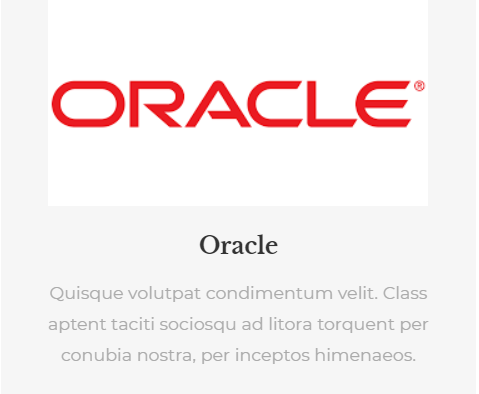 ORACLE®
Oracle
Quisque volutpat condimentum velit. Class
aptent taciti sociosqu ad litora torquent per
conubia nostra, per inceptos himenaeos.